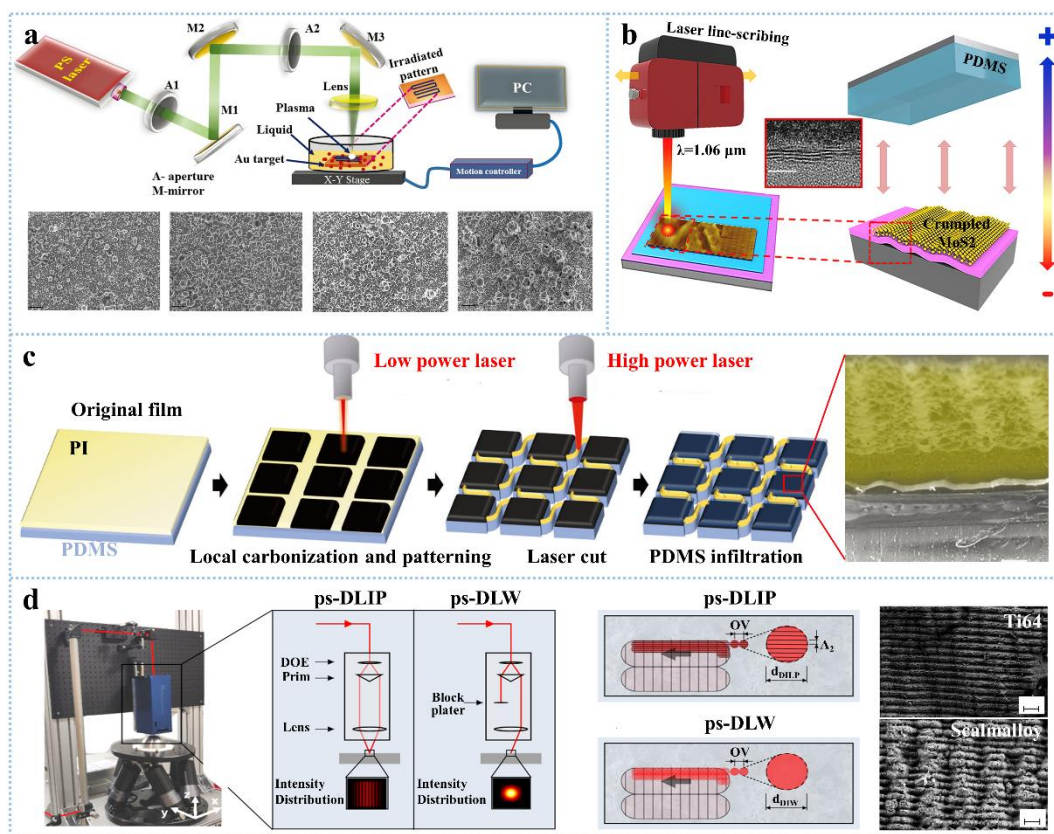 a
PS laser
A1
M2
M1
A2
M3
Lens
Irradiated
pattern
Plasma
Liquid
Au target
X-Y Stage
PC
Motion controller
A- aperture
M-mirror
b
Laser line-scribing
λ=1.06 μm
PDMS
Crumpled
MoS2
+
-
c
Low power laser
High power laser
Original film
PI
PDMS
Local carbonization and patterning
Laser cut
PDMS infiltration
d
z
y
x
ps-DLIP
DOE
Prim
Lens
Intensity
Distribution
ps-DLW
Block
plater
Intensity
Distribution
ps-DLIP
OV
Λ2
dDILP
ps-DLW
OV
dDIW
Ti64
Scalmalloy